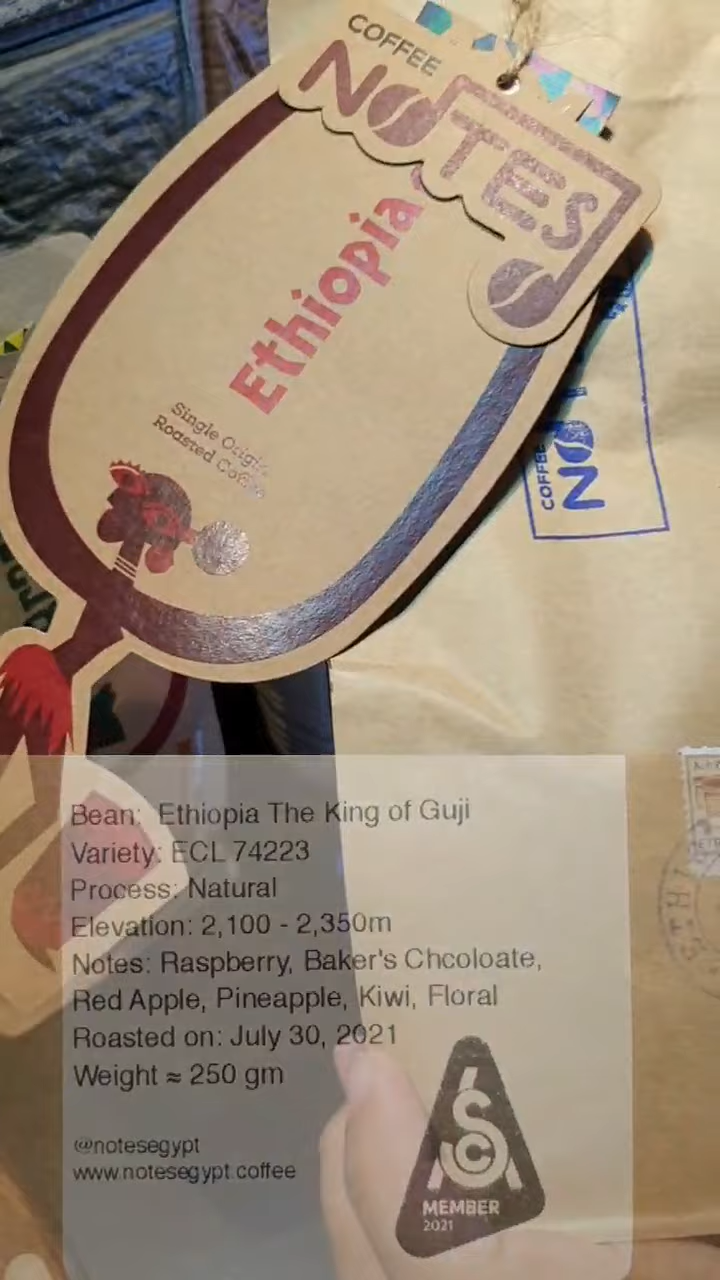 COFFEE
NOTES
Ethiopia
Single Origin
Roasted Coffee
COFFEE
NO
Bean: Ethiopia The King of Guji
Variety: ECL 74223
Process: Natural
Elevation: 2,100 - 2,350m
Notes: Raspberry, Baker's Chcoloate,
Red Apple, Pineapple, Kiwi, Floral
Roasted on: July 30, 2021
Weight ≈ 250 gm
@notesegypt
www.notesegypt.coffee
SCA
MEMBER
2021